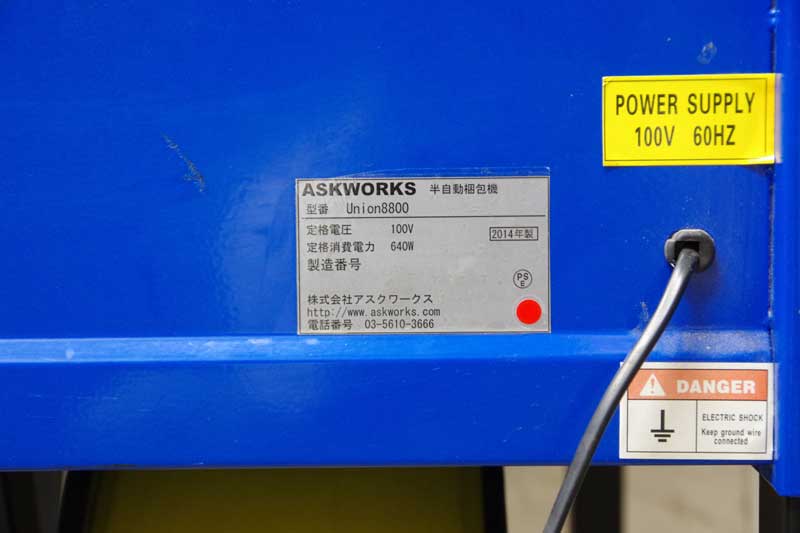 POWER SUPPLY
100V 60HZ
ASKWORKS 半自動梱包機
型番 Union8800
定格電圧 100V
2014年製
定格消費電力 640W
製造番号
PS
E
株式会社アスクワークス
http://www.askworks.com
電話番号 03-5610-3666
DANGER
ELECTRIC SHOCK
Keep ground wire
connected